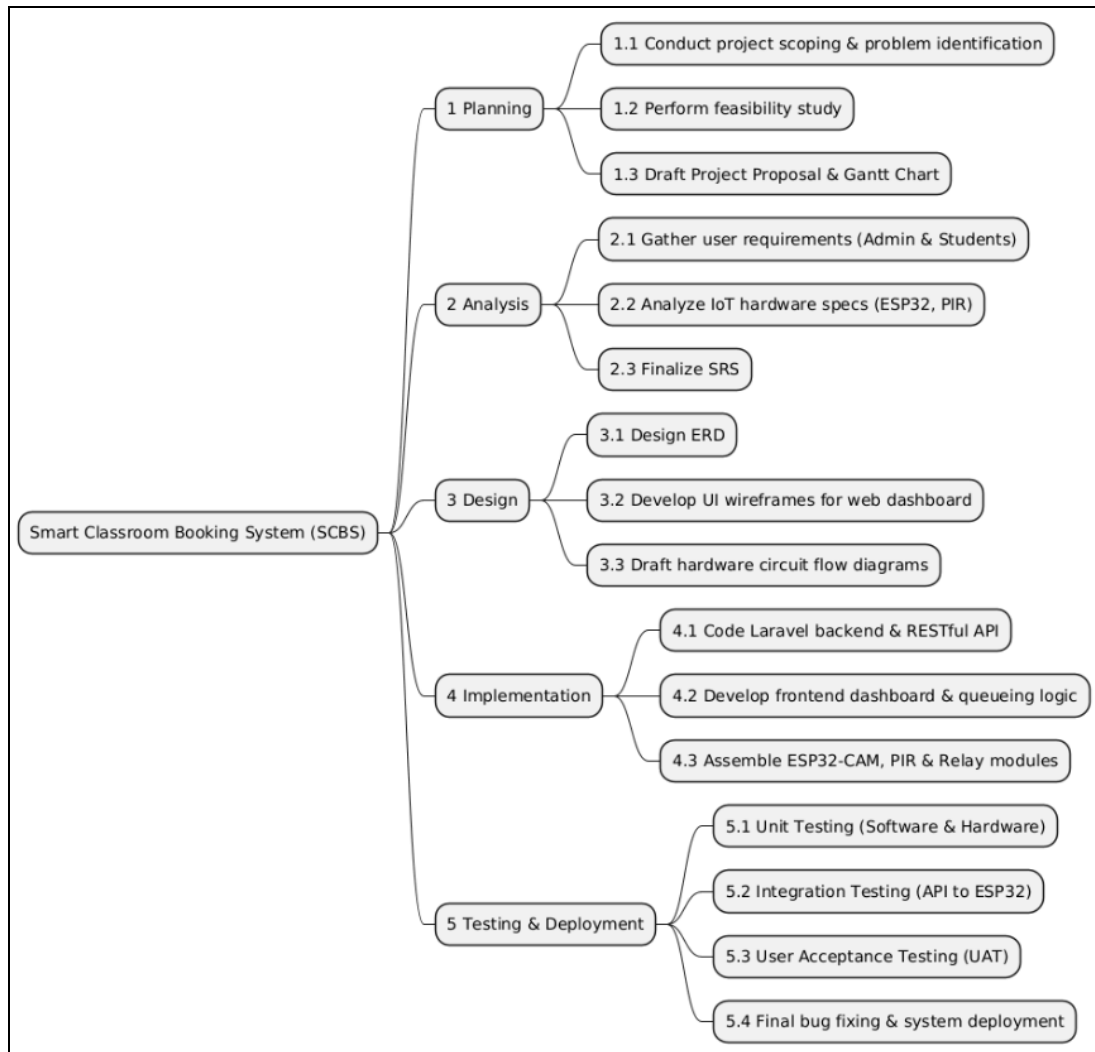 Smart Classroom Booking System (SCBS)
1 Planning
1.1 Conduct project scoping & problem identification
1.2 Perform feasibility study
1.3 Draft Project Proposal & Gantt Chart
2 Analysis
2.1 Gather user requirements (Admin & Students)
2.2 Analyze IoT hardware specs (ESP32, PIR)
2.3 Finalize SRS
3 Design
3.1 Design ERD
3.2 Develop UI wireframes for web dashboard
3.3 Draft hardware circuit flow diagrams
4 Implementation
4.1 Code Laravel backend & RESTful API
4.2 Develop frontend dashboard & queueing logic
4.3 Assemble ESP32-CAM, PIR & Relay modules
5 Testing & Deployment
5.1 Unit Testing (Software & Hardware)
5.2 Integration Testing (API to ESP32)
5.3 User Acceptance Testing (UAT)
5.4 Final bug fixing & system deployment